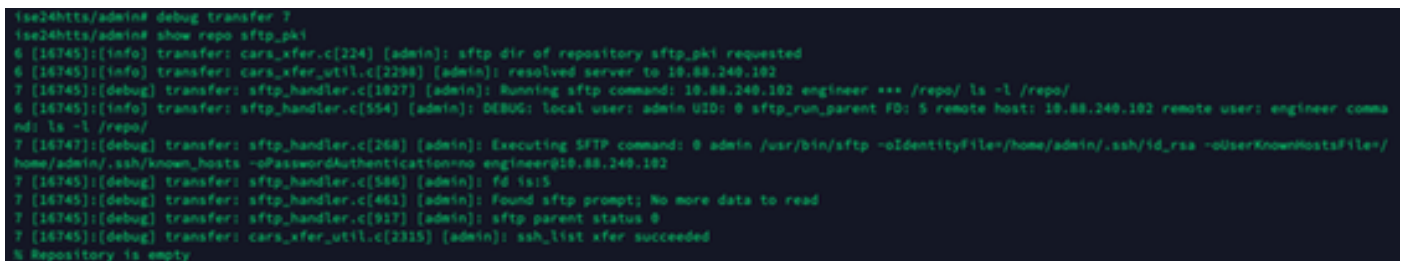 ise24htts/admin# debug transfer 7
ise24htts/admin# show repo sftp_pki
6 [16745]:[info] transfer: cars_xfer.c[224] [admin]: sftp dir of repository sftp_pki requested
6 [16745]:[info] transfer: cars_xfer_util.c[2298] [admin]: resolved server to 10.88.240.102
7 [16745]:[debug] transfer: sftp_handler.c[1027] [admin]: Running sftp command: 10.88.240.102 engineer *** /repo/ ls -l /repo/
6 [16745]:[info] transfer: sftp_handler.c[554] [admin]: DEBUG: local user: admin UID: 0 sftp_run_parent FD: 5 remote host: 10.88.240.102 remote user: engineer comma
nd: ls -l /repo/
7 [16747]:[debug] transfer: sftp_handler.c[268] [admin]: Executing SFTP command: 0 admin /usr/bin/sftp -oIdentityFile=/home/admin/.ssh/id_rsa -oUserKnownHostsFile=/
home/admin/.ssh/known_hosts -oPasswordAuthentication=no engineer@10.88.240.102
7 [16745]:[debug] transfer: sftp_handler.c[586] [admin]: fd is:5
7 [16745]:[debug] transfer: sftp_handler.c[461] [admin]: Found sftp prompt; No more data to read
7 [16745]:[debug] transfer: sftp_handler.c[917] [admin]: sftp parent status 0
7 [16745]:[debug] transfer: cars_xfer_util.c[2315] [admin]: ssh_list xfer succeeded
% Repository is empty